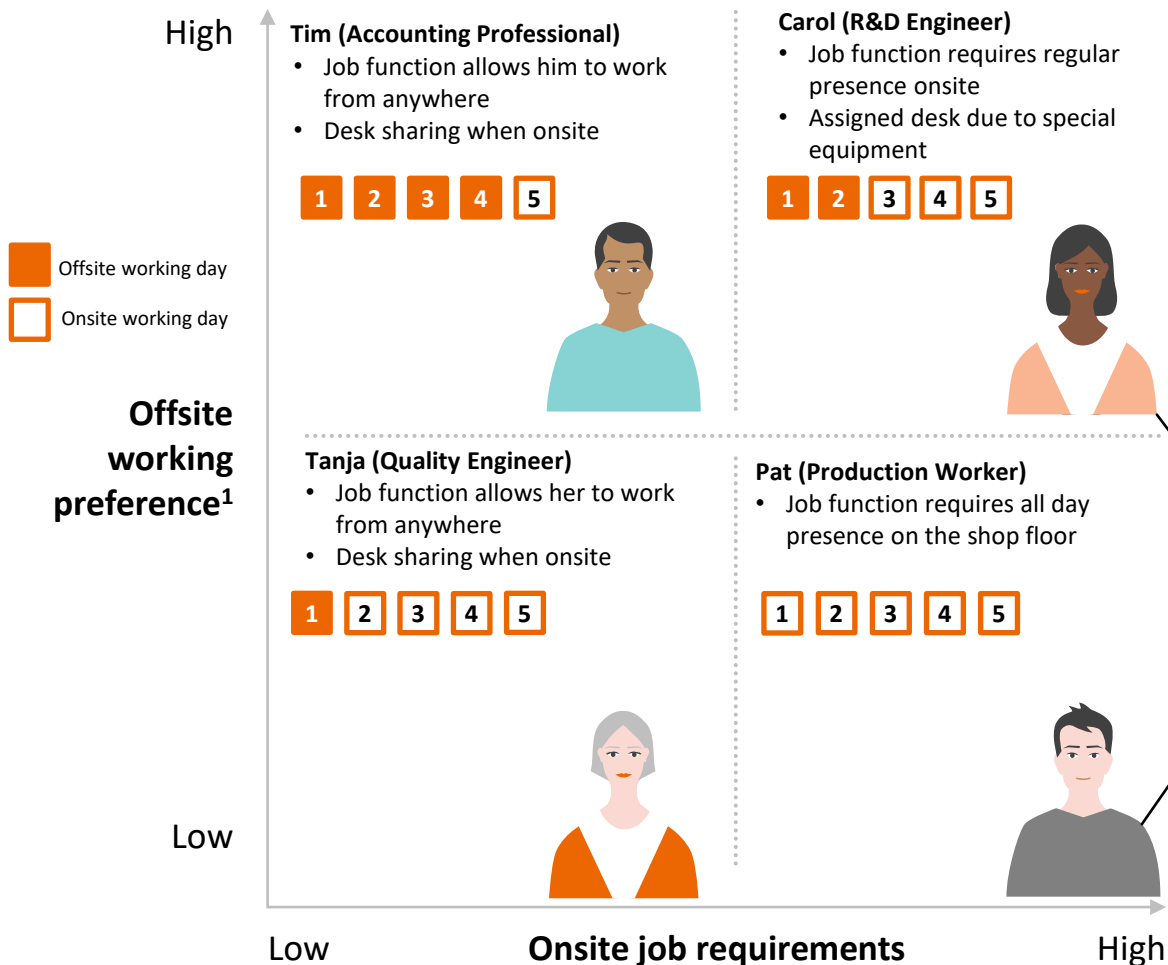 High
Tim (Accounting Professional)
• Job function allows him to work
from anywhere
• Desk sharing when onsite
1 2 3 4 5
Carol (R&D Engineer)
• Job function requires regular
presence onsite
• Assigned desk due to special
equipment
1 2 3 4 5
Offsite working day
Onsite working day
Offsite
working
preference¹
Tanja (Quality Engineer)
• Job function allows her to work
from anywhere
• Desk sharing when onsite
1 2 3 4 5
Pat (Production Worker)
• Job function requires all day
presence on the shop floor
1 2 3 4 5
Low
Low
Onsite job requirements
High